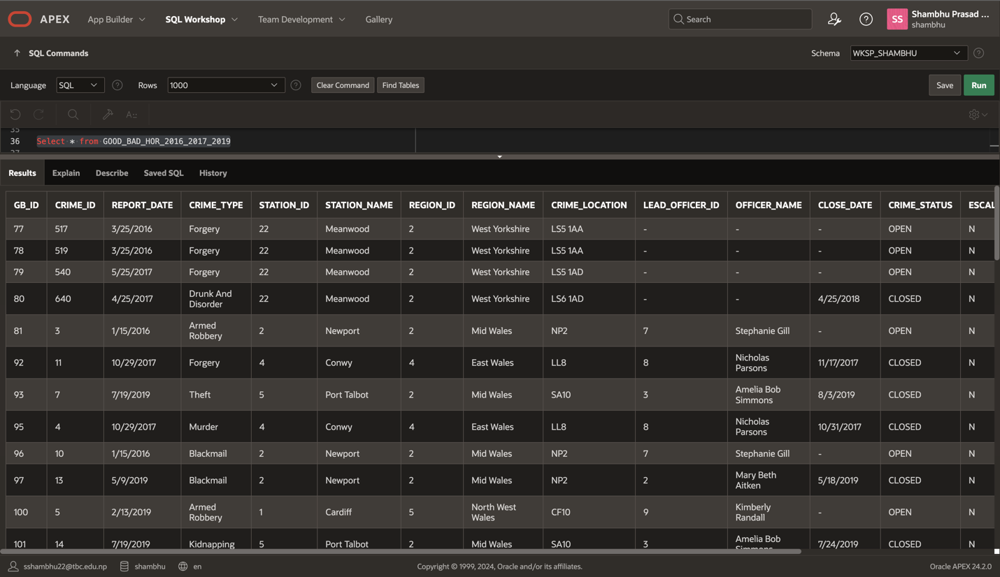 APEX App Builder SQL Workshop Team Development Gallery Search SS Shambhu Prasad ...
shambhu
SQL Commands Schema WKSP_SHAMBHU
Language SQL Rows 1000 Clear Command Find Tables Save Run
35
36 Select * from GOOD_BAD_HOR_2016_2017_2019
37
Results Explain Describe Saved SQL History
GB_ID CRIME_ID REPORT_DATE CRIME_TYPE STATION_ID STATION_NAME REGION_ID REGION_NAME CRIME_LOCATION LEAD_OFFICER_ID OFFICER_NAME CLOSE_DATE CRIME_STATUS ESCAL
77 517 3/25/2016 Forgery 22 Meanwood 2 West Yorkshire LS5 1AA - - - OPEN N
78 519 3/25/2016 Forgery 22 Meanwood 2 West Yorkshire LS5 1AA - - - OPEN N
79 540 5/25/2017 Forgery 22 Meanwood 2 West Yorkshire LS5 1AD - - - OPEN N
80 640 4/25/2017 Drunk And Disorder 22 Meanwood 2 West Yorkshire LS6 1AD - - 4/25/2018 CLOSED N
81 3 1/15/2016 Armed Robbery 2 Newport 2 Mid Wales NP2 7 Stephanie Gill - OPEN N
92 11 10/29/2017 Forgery 4 Conwy 4 East Wales LL8 8 Nicholas Parsons 11/17/2017 CLOSED N
93 7 7/19/2019 Theft 5 Port Talbot 2 Mid Wales SA10 3 Amelia Bob Simmons 8/3/2019 CLOSED N
95 4 10/29/2017 Murder 4 Conwy 4 East Wales LL8 8 Nicholas Parsons 10/31/2017 CLOSED N
96 10 1/15/2016 Blackmail 2 Newport 2 Mid Wales NP2 7 Stephanie Gill - OPEN N
97 13 5/9/2019 Blackmail 2 Newport 2 Mid Wales NP2 2 Mary Beth Aitken 5/18/2019 CLOSED N
100 5 2/13/2019 Armed Robbery 1 Cardiff 5 North West Wales CF10 9 Kimberly Randall - OPEN N
101 14 7/19/2019 Kidnapping 5 Port Talbot 2 Mid Wales SA10 3 Amelia Bob Simmons 7/24/2019 CLOSED N
sshambhu22@tbc.edu.np shambhu en Copyright © 1999, 2024, Oracle and/or its affiliates. Oracle APEX 24.2.0